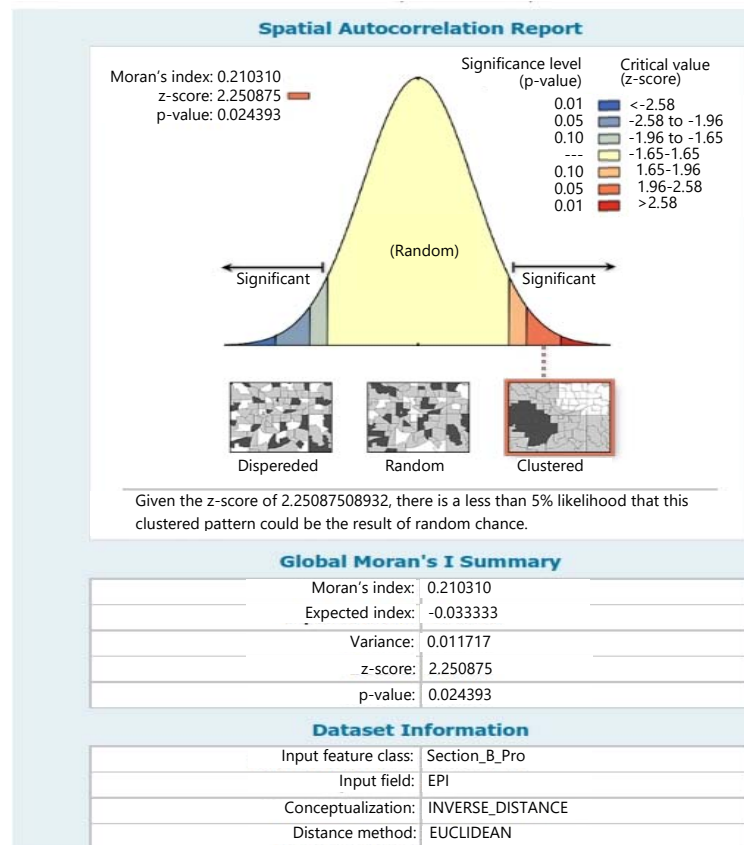 Spatial Autocorrelation Report
Moran's index: 0.210310
z-score: 2.250875
p-value: 0.024393
Significance level (p-value)
Critical value (z-score)
0.01 <-2.58
0.05 -2.58 to -1.96
0.10 -1.96 to -1.65
--- -1.65-1.65
0.10 1.65-1.96
0.05 1.96-2.58
0.01 >2.58
(Random)
Significant
Significant
Dispereded
Random
Clustered
Given the z-score of 2.25087508932, there is a less than 5% likelihood that this
clustered pattern could be the result of random chance.
Global Moran's I Summary
Moran's index: 0.210310
Expected index: -0.033333
Variance: 0.011717
z-score: 2.250875
p-value: 0.024393
Dataset Information
Input feature class: Section_B_Pro
Input field: EPI
Conceptualization: INVERSE_DISTANCE
Distance method: EUCLIDEAN